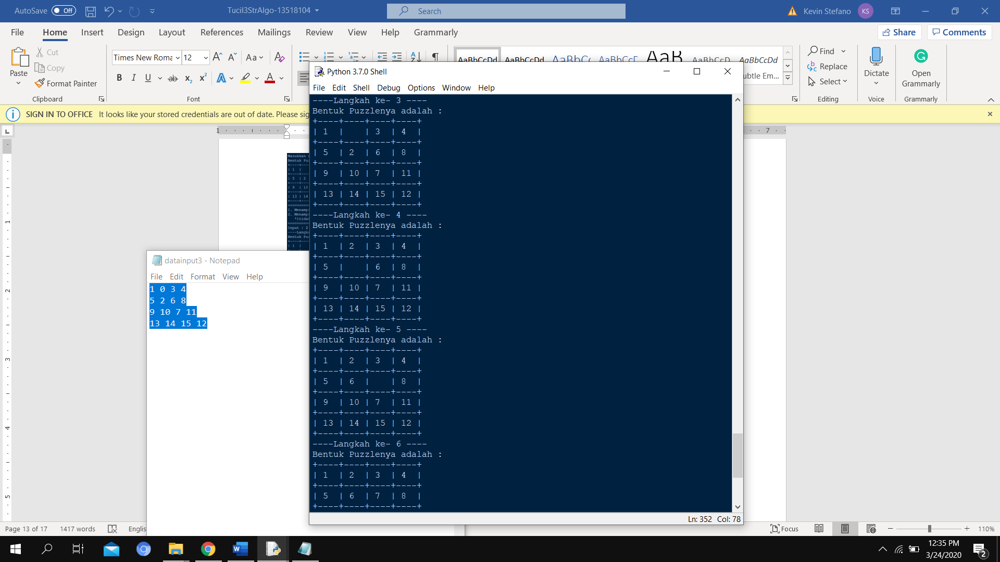 AutoSave Off
Tucil3StrAlgo-13518104
Search
Kevin Stefano KS
File Home Insert Design Layout References Mailings Review View Help Grammarly
Share Comments
Paste
Cut
Copy
Format Painter
Clipboard
Times New Roma 12
Font
AaBbCcDd AaBbCcDd AaBbCc AaBbCcD AaBbCcDd
Find
Replace
Select
Editing
Dictate
Voice
Open Grammarly
Grammarly
SIGN IN TO OFFICE It looks like your stored credentials are out of date. Please sig
Python 3.7.0 Shell
File Edit Shell Debug Options Window Help
----Langkah ke- 3 ----
Bentuk Puzzlenya adalah :
+----+----+----+----+
| 1 | | 3 | 4 |
+----+----+----+----+
| 5 | 2 | 6 | 8 |
+----+----+----+----+
| 9 | 10 | 7 | 11 |
+----+----+----+----+
| 13 | 14 | 15 | 12 |
+----+----+----+----+
----Langkah ke- 4 ----
Bentuk Puzzlenya adalah :
+----+----+----+----+
| 1 | 2 | 3 | 4 |
+----+----+----+----+
| 5 | | 6 | 8 |
+----+----+----+----+
| 9 | 10 | 7 | 11 |
+----+----+----+----+
| 13 | 14 | 15 | 12 |
+----+----+----+----+
----Langkah ke- 5 ----
Bentuk Puzzlenya adalah :
+----+----+----+----+
| 1 | 2 | 3 | 4 |
+----+----+----+----+
| 5 | 6 | | 8 |
+----+----+----+----+
| 9 | 10 | 7 | 11 |
+----+----+----+----+
| 13 | 14 | 15 | 12 |
+----+----+----+----+
----Langkah ke- 6 ----
Bentuk Puzzlenya adalah :
+----+----+----+----+
| 1 | 2 | 3 | 4 |
+----+----+----+----+
| 5 | 6 | 7 | 8 |
+----+----+----+----+
Ln: 352 Col: 78
datainput3 - Notepad
File Edit Format View Help
1 0 3 4
5 2 6 8
9 10 7 11
13 14 15 12
Page 13 of 17 1417 words Englis
Focus 110%
12:35 PM
3/24/2020
2